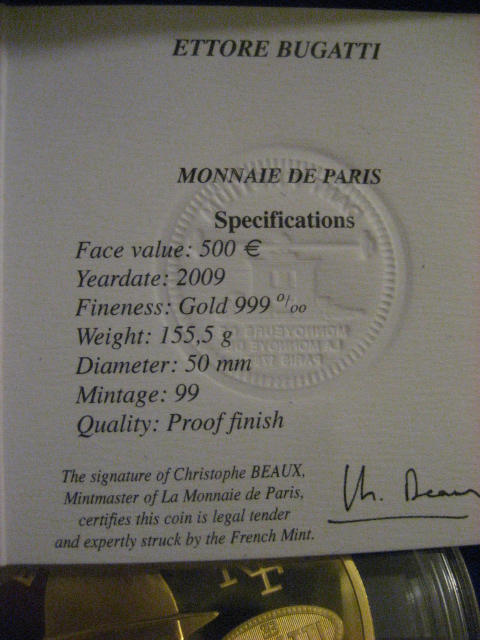 ETTORE BUGATTI
MONNAIE DE PARIS
Specifications
Face value: 500 €
Yeardate: 2009
Fineness: Gold 999 ‰
Weight: 155,5 g
Diameter: 50 mm
Mintage: 99
Quality: Proof finish
The signature of Christophe BEAUX,
Mintmaster of La Monnaie de Paris,
certifies this coin is legal tender
and expertly struck by the French Mint.
Ch. Beaux